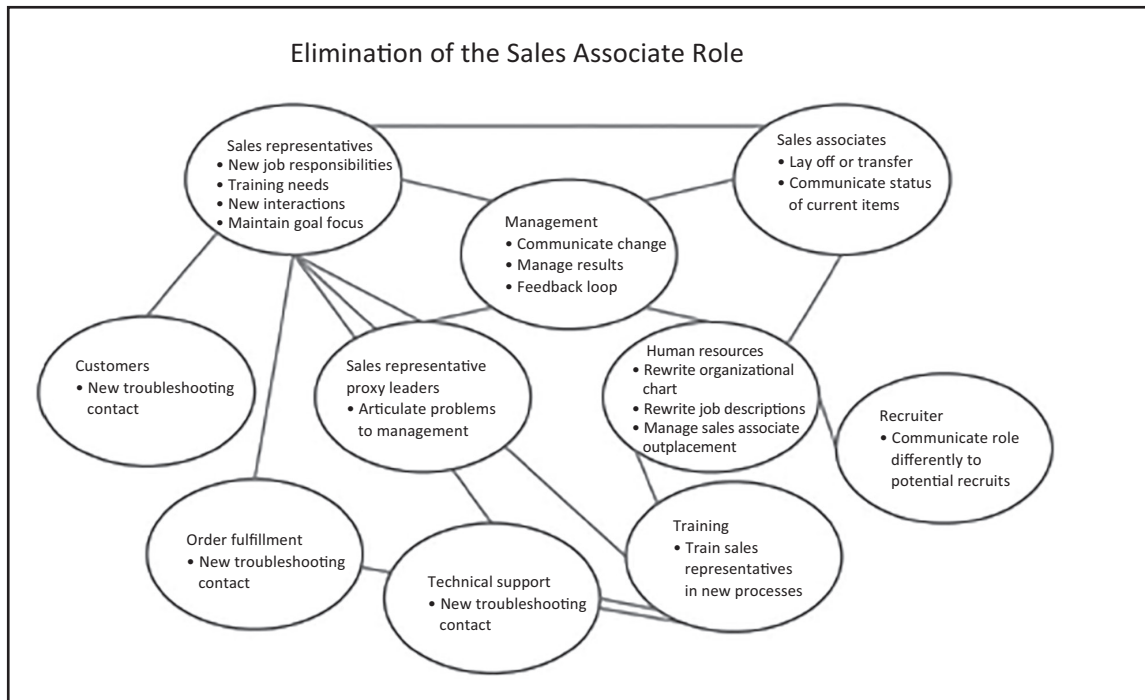 Elimination of the Sales Associate Role
Sales representatives
• New job responsibilities
• Training needs
• New interactions
• Maintain goal focus
Sales associates
• Lay off or transfer
• Communicate status
of current items
Management
• Communicate change
• Manage results
• Feedback loop
Customers
• New troubleshooting
contact
Sales representative
proxy leaders
• Articulate problems
to management
Human resources
• Rewrite organizational
chart
• Rewrite job descriptions
• Manage sales associate
outplacement
Recruiter
• Communicate role
differently to
potential recruits
Order fulfillment
• New troubleshooting
contact
Technical support
• New troubleshooting
contact
Training
• Train sales
representatives
in new processes